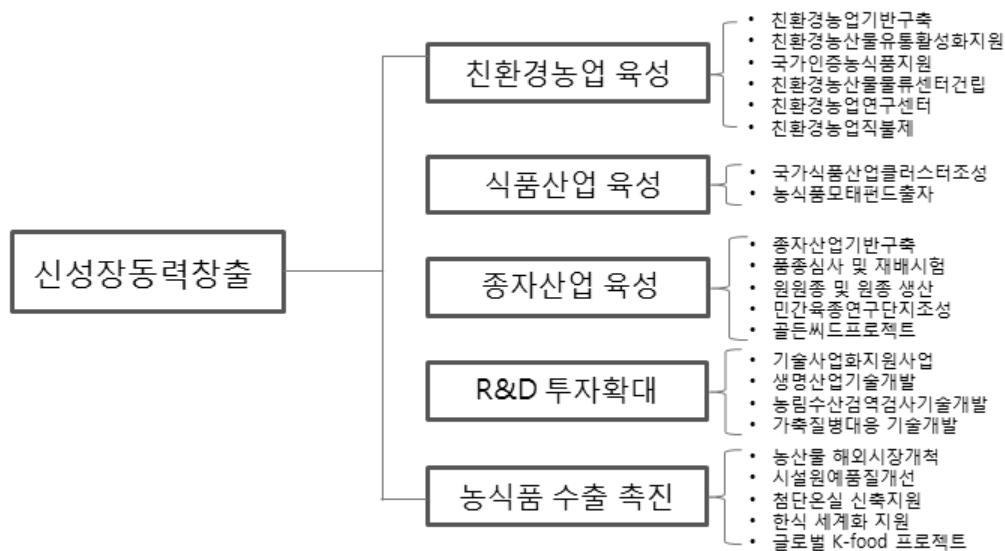 신성장동력창출
친환경농업 육성
• 친환경농업기반구축
• 친환경농산물유통활성화지원
• 국가인증농식품지원
• 친환경농산물물류센터건립
• 친환경농업연구센터
• 친환경농업직불제
식품산업 육성
• 국가식품산업클러스터조성
• 농식품모태펀드출자
종자산업 육성
• 종자산업기반구축
• 품종심사 및 재배시험
• 원원종 및 원종 생산
• 민간육종연구단지조성
• 골든씨드프로젝트
R&D 투자확대
• 기술사업화지원사업
• 생명산업기술개발
• 농림수산검역검사기술개발
• 가축질병대응 기술개발
농식품 수출 촉진
• 농산물 해외시장개척
• 시설원예품질개선
• 첨단온실 신축지원
• 한식 세계화 지원
• 글로벌 K-food 프로젝트